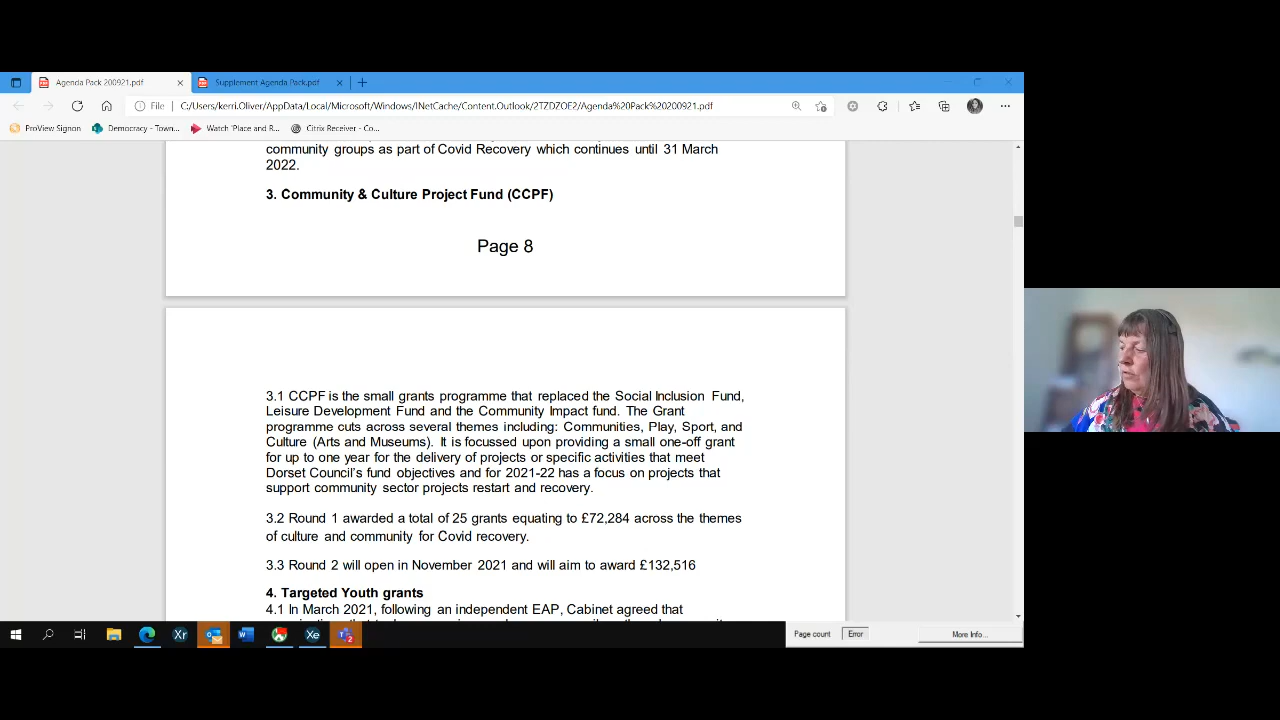 Agenda Pack 200921.pdf
Supplement Agenda Pack.pdf
File
C:/Users/kerri.Oliver/AppData/Local/Microsoft/Windows/INetCache/Content.Outlook/2TZDZOE2/Agenda%20Pack%20200921.pdf
ProView Signon
Democracy - Town...
Watch 'Place and R...
Citrix Receiver - Co...
community groups as part of Covid Recovery which continues until 31 March
2022.
3. Community & Culture Project Fund (CCPF)
Page 8
3.1 CCPF is the small grants programme that replaced the Social Inclusion Fund,
Leisure Development Fund and the Community Impact fund. The Grant
programme cuts across several themes including: Communities, Play, Sport, and
Culture (Arts and Museums). It is focussed upon providing a small one-off grant
for up to one year for the delivery of projects or specific activities that meet
Dorset Council's fund objectives and for 2021-22 has a focus on projects that
support community sector projects restart and recovery.
3.2 Round 1 awarded a total of 25 grants equating to £72,284 across the themes
of culture and community for Covid recovery.
3.3 Round 2 will open in November 2021 and will aim to award £132,516
4. Targeted Youth grants
4.1 In March 2021, following an independent EAP, Cabinet agreed that
Xr
Xe
Page count
Error
More Info...